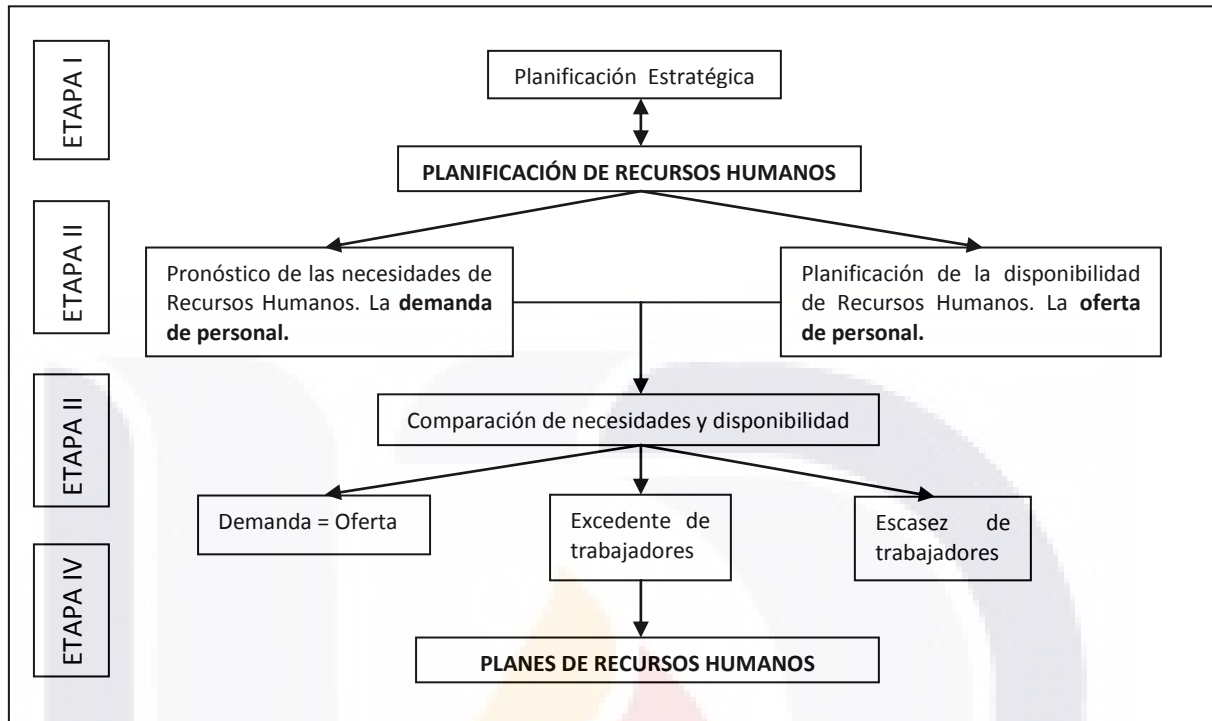 ETAPA I
Planificación Estratégica
PLANIFICACIÓN DE RECURSOS HUMANOS
ETAPA II
Pronóstico de las necesidades de
Recursos Humanos. La demanda
de personal.
Planificación de la disponibilidad
de Recursos Humanos. La oferta
de personal.
ETAPA II
Comparación de necesidades y disponibilidad
Demanda = Oferta
Excedente de
trabajadores
Escasez de
trabajadores
ETAPA IV
PLANES DE RECURSOS HUMANOS